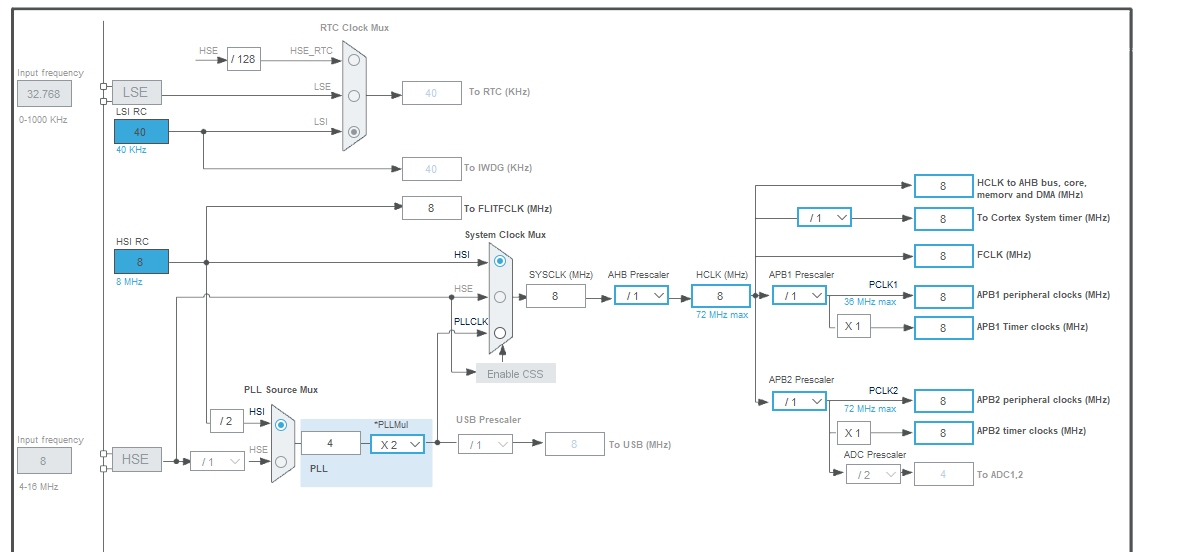 RTC Clock Mux
HSE
/ 128
HSE_RTC
Input frequency
32.768
0-1000 KHz
LSE
LSE
40
To RTC (KHz)
LSI RC
40
40 KHz
LSI
40
To IWDG (KHz)
8
To FLITFCLK (MHz)
HSI RC
8
8 MHz
System Clock Mux
HSI
HSE
PLLCLK
SYSCLK (MHz)
8
AHB Prescaler
/ 1
HCLK (MHz)
8
72 MHz max
8
HCLK to AHB bus, core,
memory and DMA (MHz)
/ 1
8
To Cortex System timer (MHz)
8
FCLK (MHz)
APB1 Prescaler
/ 1
PCLK1
36 MHz max
8
APB1 peripheral clocks (MHz)
X 1
8
APB1 Timer clocks (MHz)
Enable CSS
APB2 Prescaler
/ 1
PCLK2
72 MHz max
8
APB2 peripheral clocks (MHz)
X 1
8
APB2 timer clocks (MHz)
ADC Prescaler
/ 2
4
To ADC1,2
PLL Source Mux
/ 2
HSI
HSE
4
*PLLMul
X 2
PLL
USB Prescaler
/ 1
8
To USB (MHz)
Input frequency
8
4-16 MHz
HSE
/ 1